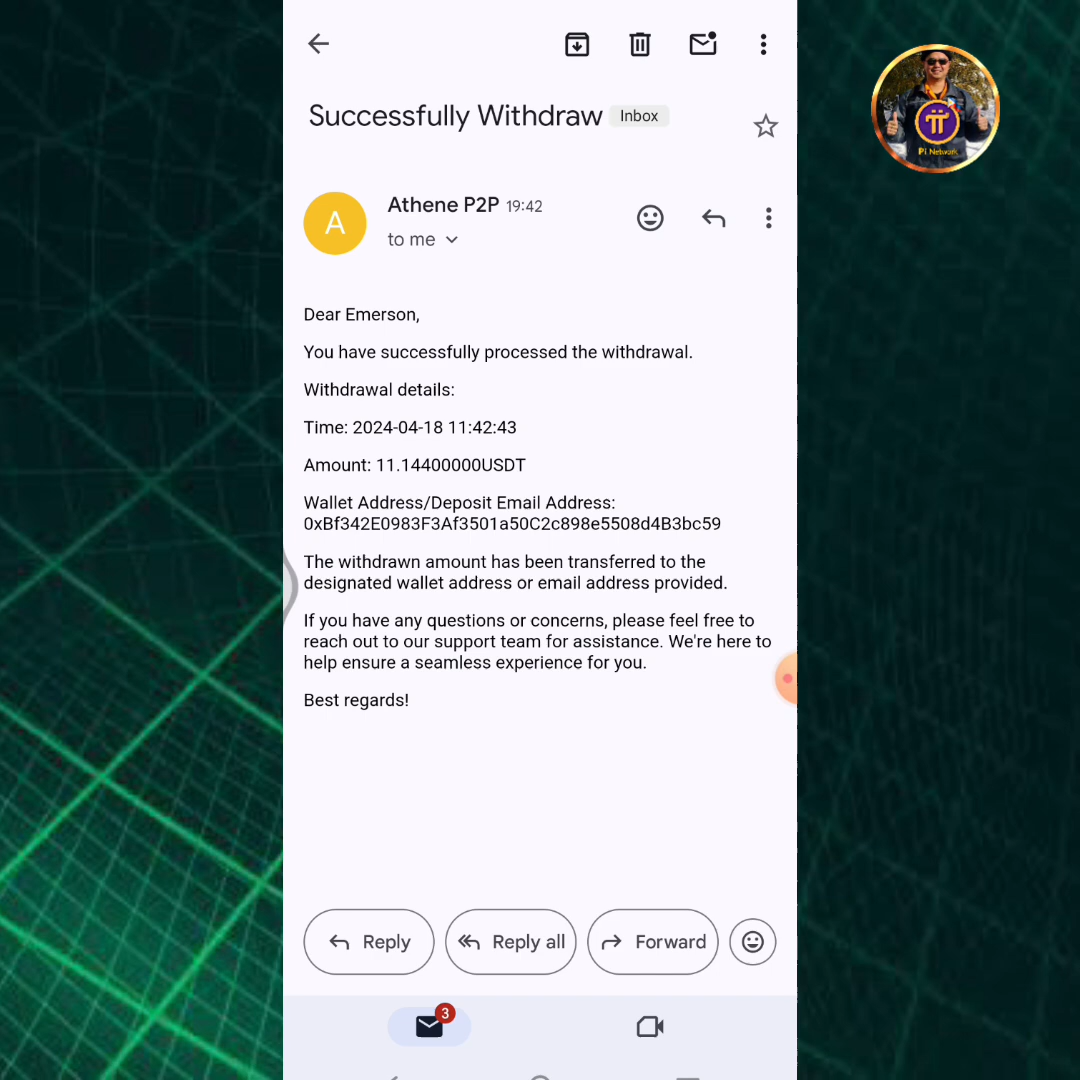 Successfully Withdraw Inbox
Athene P2P 19:42
A
to me
Dear Emerson,
You have successfully processed the withdrawal.
Withdrawal details:
Time: 2024-04-18 11:42:43
Amount: 11.14400000USDT
Wallet Address/Deposit Email Address:
0xBf342E0983F3Af3501a50C2c898e5508d4B3bc59
The withdrawn amount has been transferred to the
designated wallet address or email address provided.
If you have any questions or concerns, please feel free to
reach out to our support team for assistance. We're here to
help ensure a seamless experience for you.
Best regards!
Reply Reply all Forward
3
Pi Network